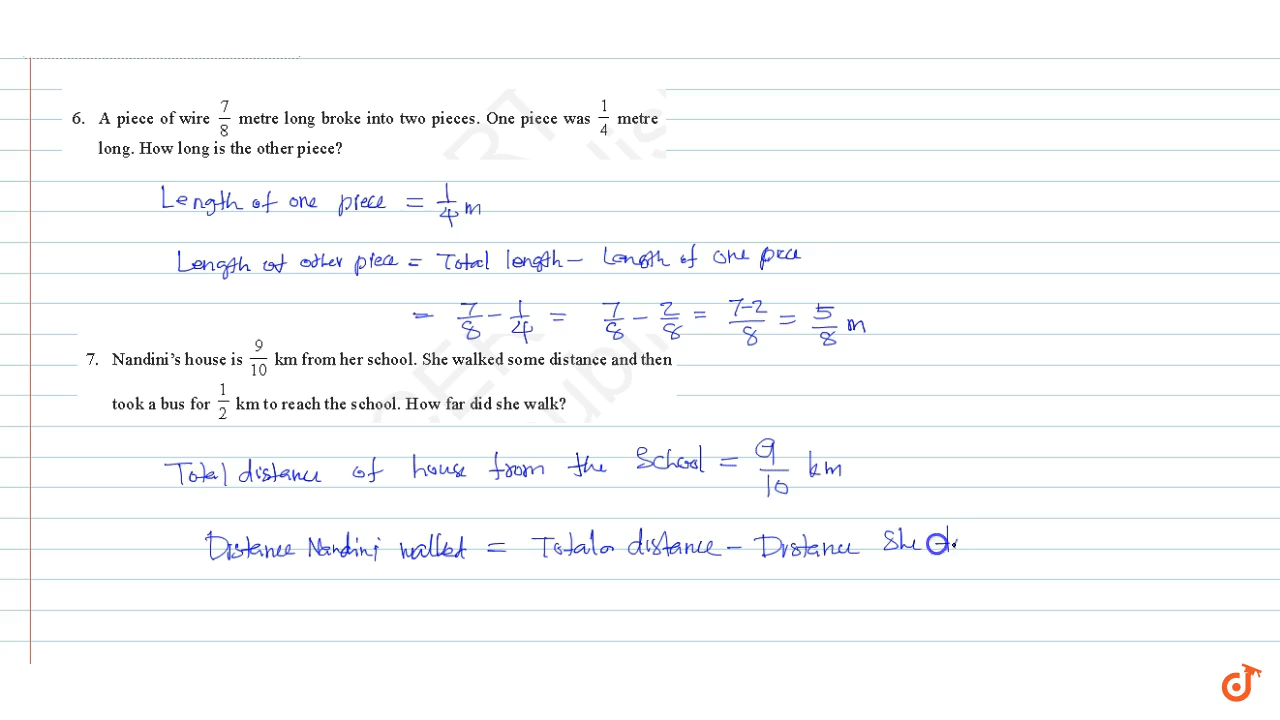 6. A piece of wire 7/8 metre long broke into two pieces. One piece was 1/4 metre
long. How long is the other piece?
Length of one piece = 1/4 m
Length of other piece = Total length - Length of one piece
= 7/8 - 1/4 = 7/8 - 2/8 = 7-2/8 = 5/8 m
7. Nandini's house is 9/10 km from her school. She walked some distance and then
took a bus for 1/2 km to reach the school. How far did she walk?
Total distance of house from the School = 9/10 km
Distance Nandini walked = Total distance - Distance She